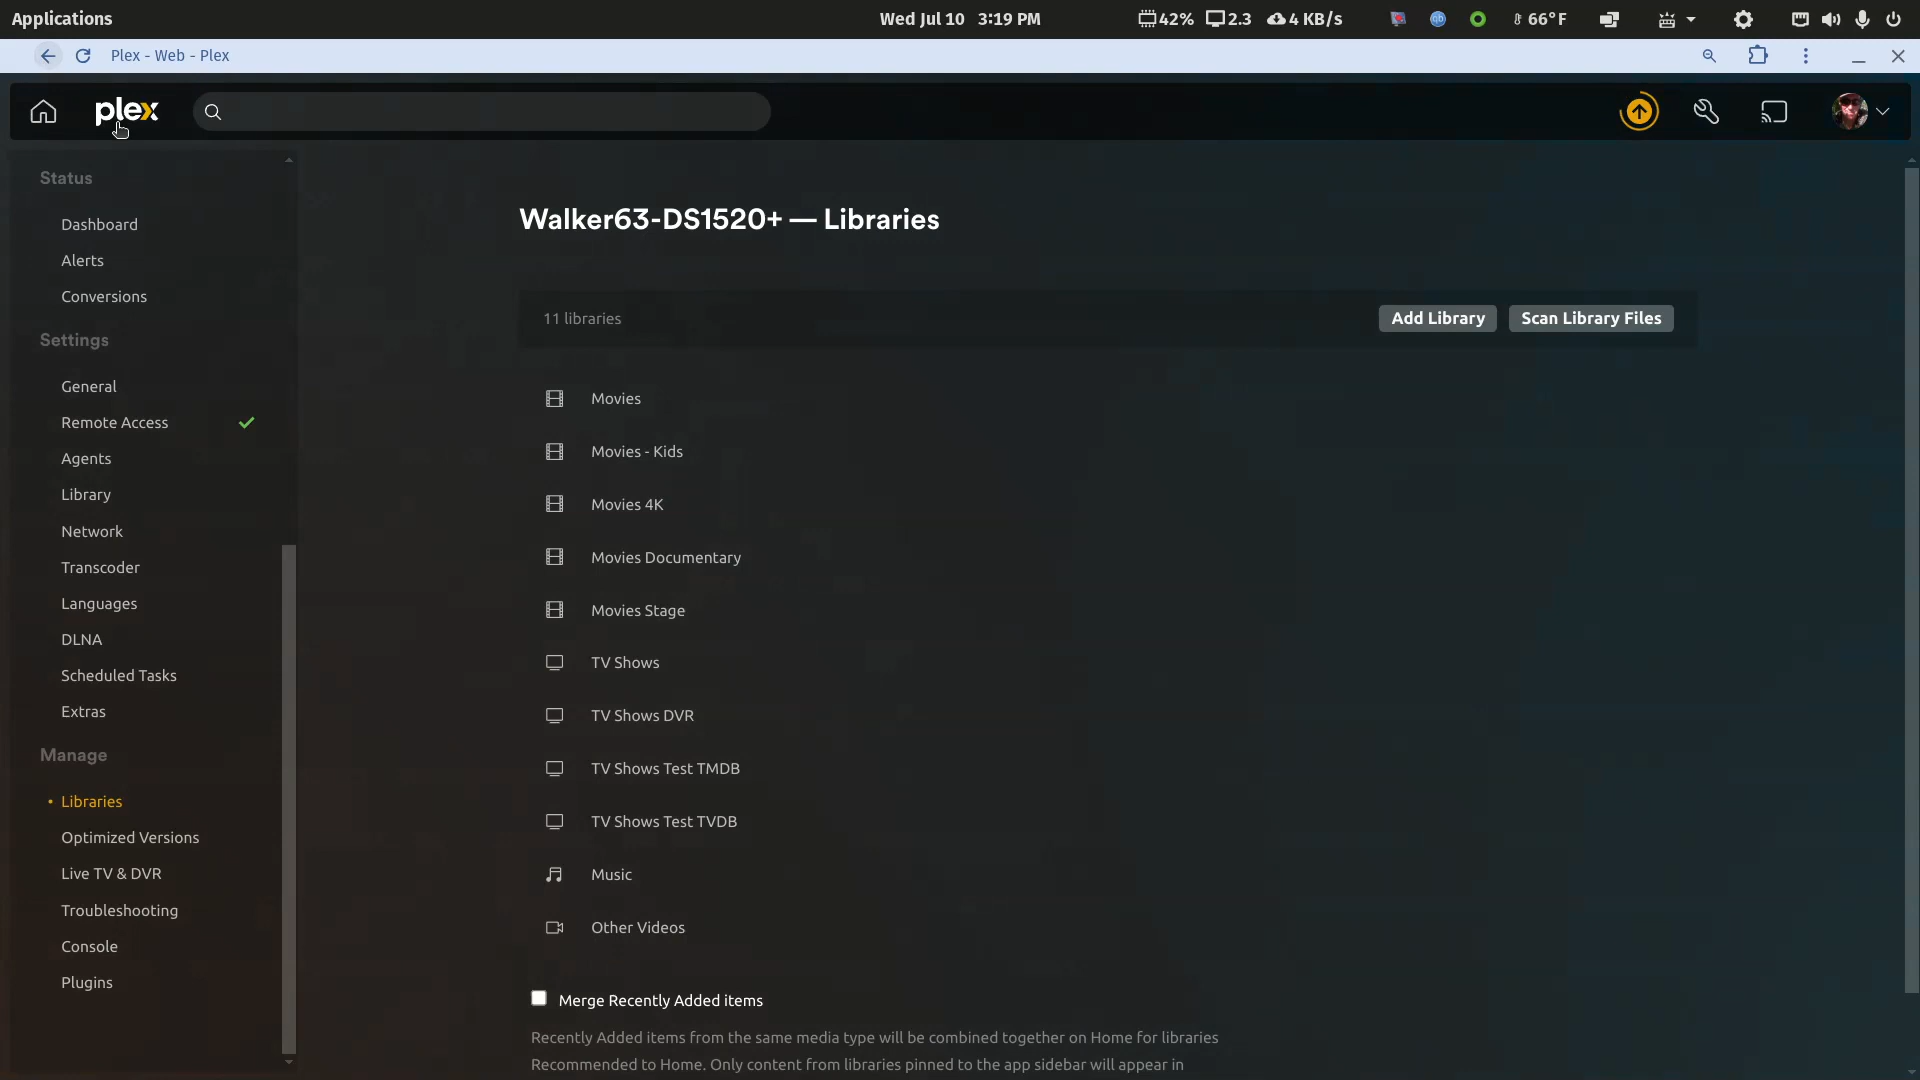 Applications
Wed Jul 10 3:19 PM
42% 2.3 4 KB/s
66°F
Plex - Web - Plex
plex
Status
Dashboard
Alerts
Conversions
Settings
General
Remote Access
Agents
Library
Network
Transcoder
Languages
DLNA
Scheduled Tasks
Extras
Manage
• Libraries
Optimized Versions
Live TV & DVR
Troubleshooting
Console
Plugins
Walker63-DS1520+ — Libraries
11 libraries
Add Library
Scan Library Files
Movies
Movies - Kids
Movies 4K
Movies Documentary
Movies Stage
TV Shows
TV Shows DVR
TV Shows Test TMDB
TV Shows Test TVDB
Music
Other Videos
Merge Recently Added items
Recently Added items from the same media type will be combined together on Home for libraries
Recommended to Home. Only content from libraries pinned to the app sidebar will appear in